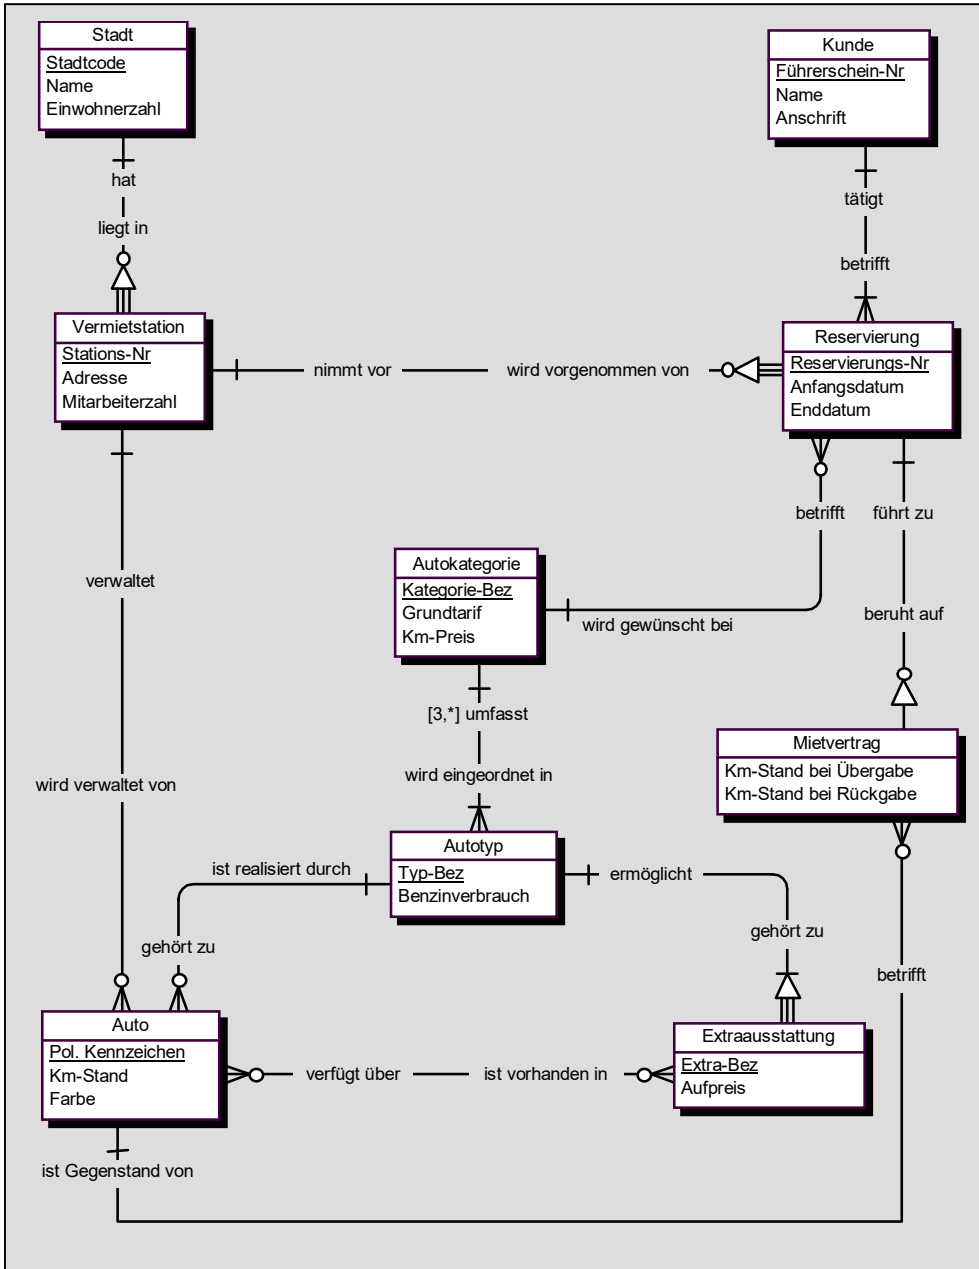 Stadt
Stadtcode
Name
Einwohnerzahl
Kunde
Führerschein-Nr
Name
Anschrift
hat
liegt in
tätigt
betrifft
Vermietstation
Stations-Nr
Adresse
Mitarbeiterzahl
nimmt vor
wird vorgenommen von
Reservierung
Reservierungs-Nr
Anfangsdatum
Enddatum
betrifft
führt zu
verwaltet
Autokategorie
Kategorie-Bez
Grundtarif
Km-Preis
wird gewünscht bei
beruht auf
[3,*] umfasst
wird eingeordnet in
wird verwaltet von
Mietvertrag
Km-Stand bei Übergabe
Km-Stand bei Rückgabe
Autotyp
Typ-Bez
Benzinverbrauch
ist realisiert durch
ermöglicht
gehört zu
gehört zu
betrifft
Auto
Pol. Kennzeichen
Km-Stand
Farbe
verfügt über
ist vorhanden in
Extraausstattung
Extra-Bez
Aufpreis
ist Gegenstand von